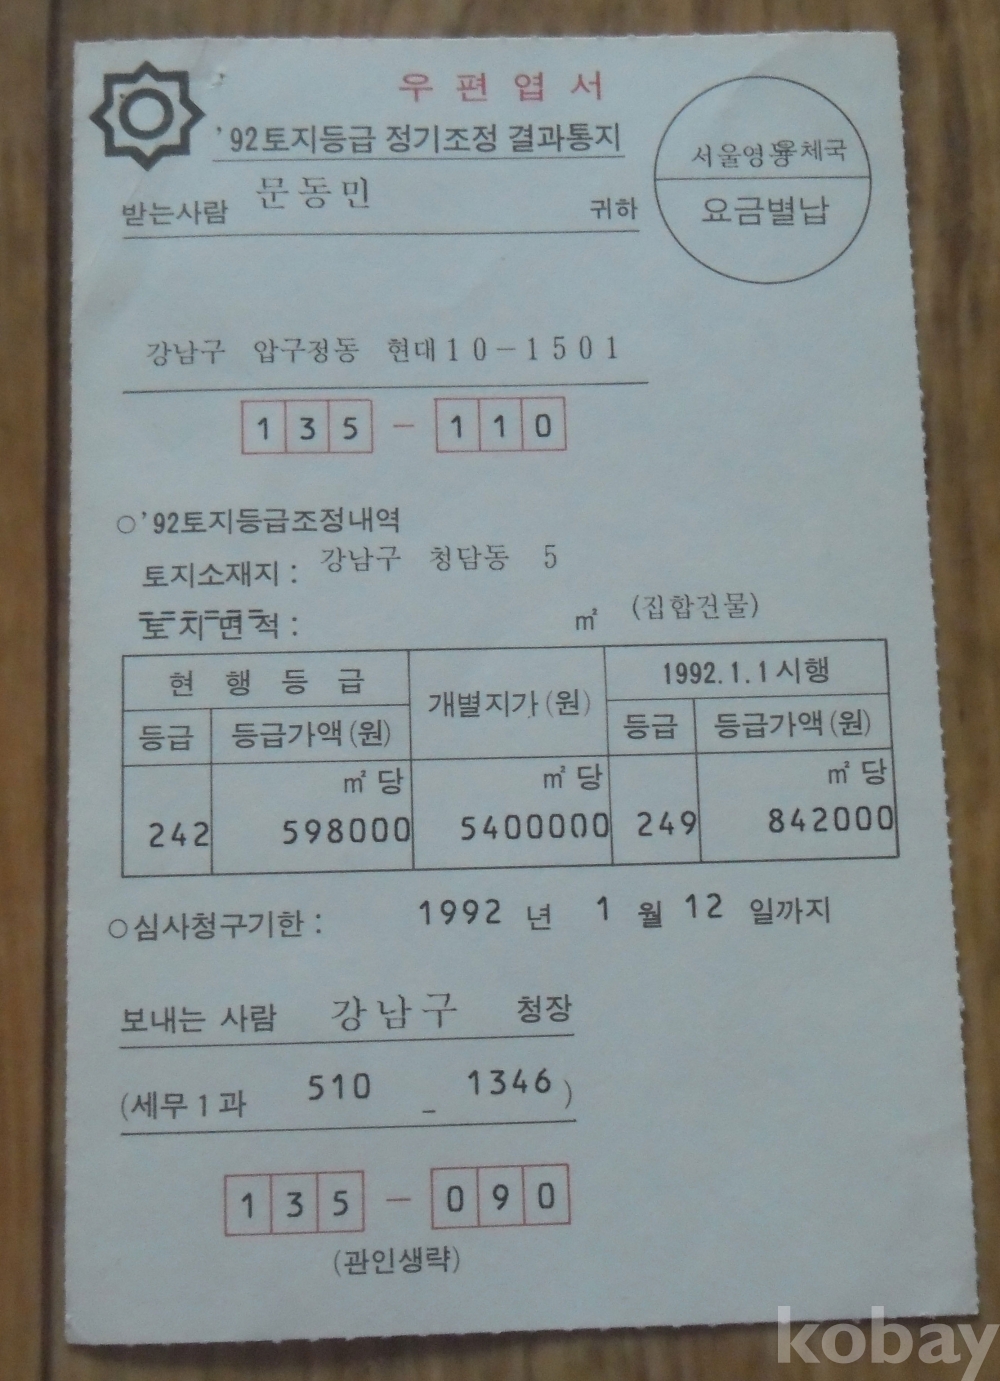 우편엽서
'92토지등급 정기조정 결과통지
받는사람 문동민 귀하
서울영동우체국
요금별납
강남구 압구정동 현대10-1501
135-110
○'92토지등급조정내역
토지소재지: 강남구 청담동 5
토지면적: ㎡ (집합건물)
현행등급 개별지가(원) 1992.1.1시행
등급 등급가액(원) 등급 등급가액(원)
㎡당 ㎡당 ㎡당
242 598000 5400000 249 842000
○심사청구기한: 1992 년 1 월 12 일까지
보내는 사람 강남구 청장
(세무1과 510 - 1346)
135-090
(관인생략)
kobay